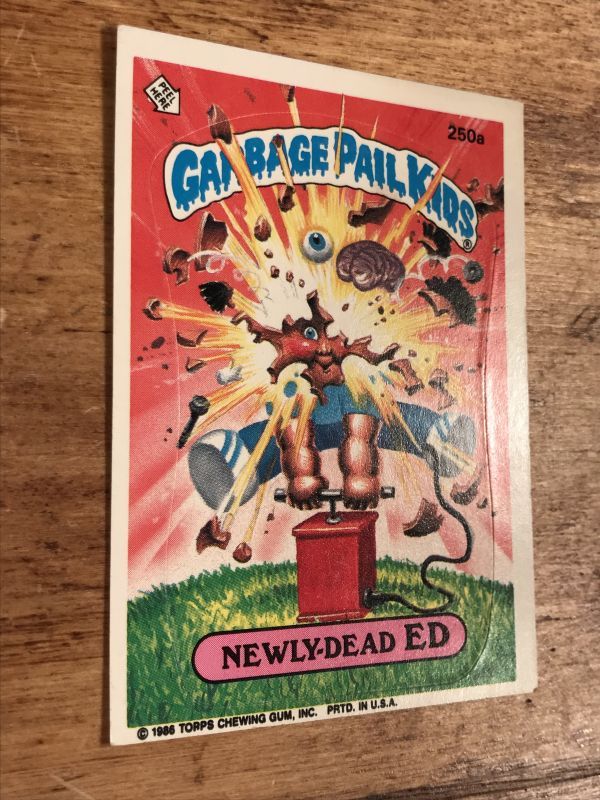 PEEL
HERE
250a
GARBAGE PAIL KIDS
®
NEWLY-DEAD ED
© 1986 TOPPS CHEWING GUM, INC. PRTD. IN U.S.A.